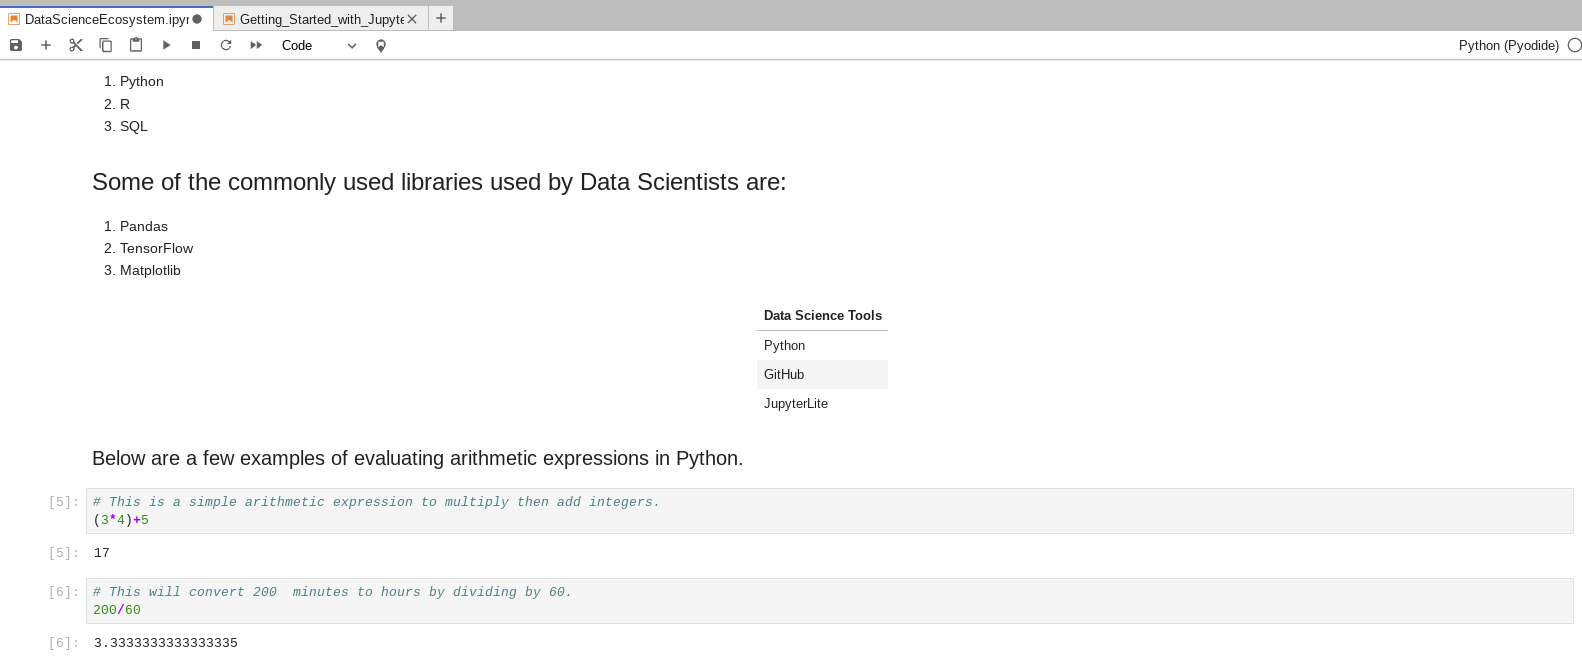 DataScienceEcosystem.ipyn
Getting_Started_with_Jupyte
Code
Python (Pyodide)
1. Python
2. R
3. SQL
Some of the commonly used libraries used by Data Scientists are:
1. Pandas
2. TensorFlow
3. Matplotlib
Data Science Tools
Python
GitHub
JupyterLite
Below are a few examples of evaluating arithmetic expressions in Python.
[5]: # This is a simple arithmetic expression to multiply then add integers.
(3*4)+5
[5]: 17
[6]: # This will convert 200  minutes to hours by dividing by 60.
200/60
[6]: 3.3333333333333335